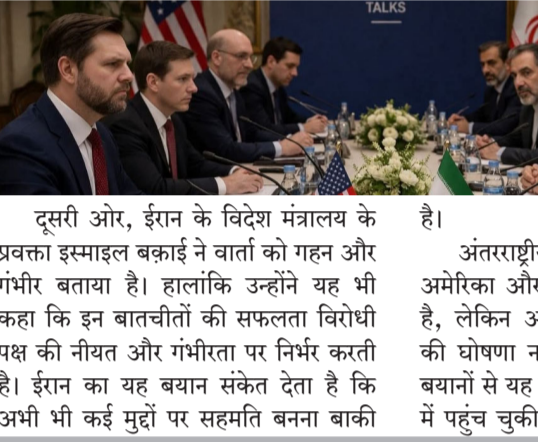 TALKS
दूसरी ओर, ईरान के विदेश मंत्रालय के
प्रवक्ता इस्माइल बक़ाई ने वार्ता को गहन और
गंभीर बताया है। हालांकि उन्होंने यह भी
कहा कि इन बातचीतों की सफलता विरोधी
पक्ष की नीयत और गंभीरता पर निर्भर करती
है। ईरान का यह बयान संकेत देता है कि
अभी भी कई मुद्दों पर सहमति बनना बाकी
है।
अंतरराष्ट्री
अमेरिका और
है, लेकिन
की घोषणा
बयानों से यह
में पहुंच चुकी